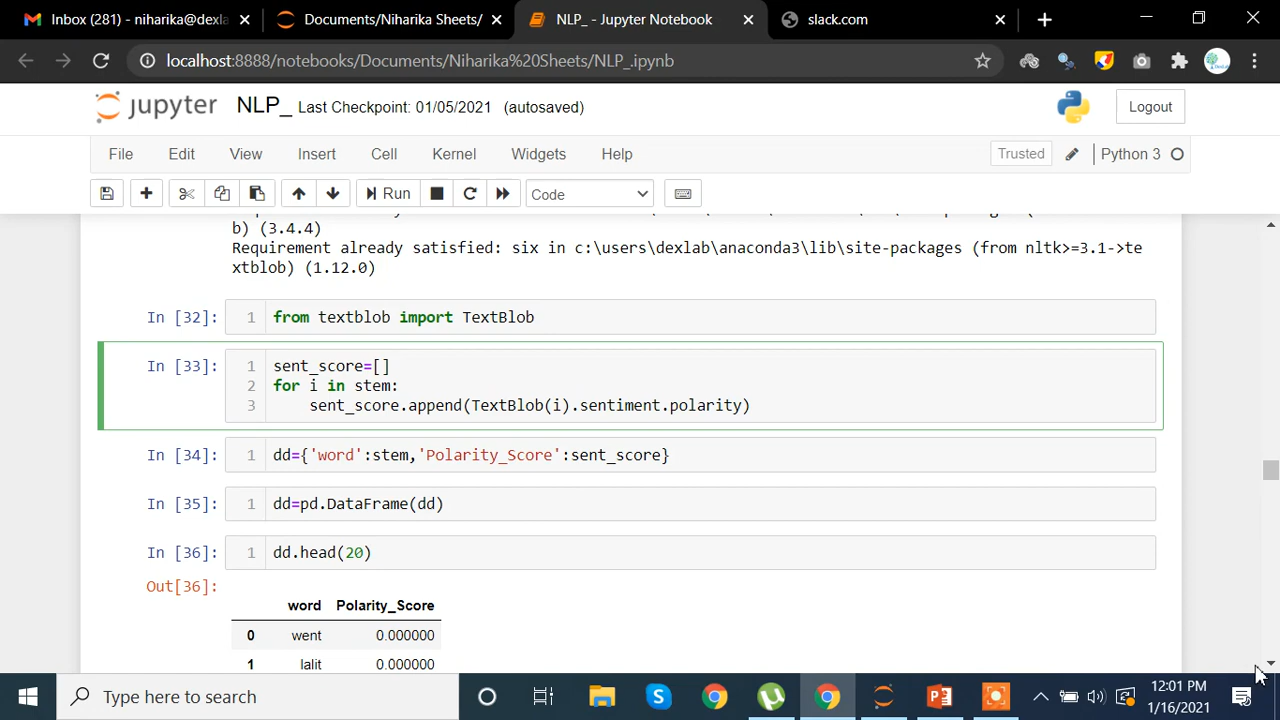 Inbox (281) - niharika@dexla
Documents/Niharika Sheets/
NLP_ - Jupyter Notebook
slack.com
localhost:8888/notebooks/Documents/Niharika%20Sheets/NLP_.ipynb
jupyter NLP_ Last Checkpoint: 01/05/2021 (autosaved)
Logout
File Edit View Insert Cell Kernel Widgets Help
Trusted
Python 3
Run
Code
b) (3.4.4)
Requirement already satisfied: six in c:\users\dexlab\anaconda3\lib\site-packages (from nltk>=3.1->te
xtblob) (1.12.0)
In [32]: 1 from textblob import TextBlob
In [33]: 1 sent_score=[]
2 for i in stem:
3 sent_score.append(TextBlob(i).sentiment.polarity)
In [34]: 1 dd={'word':stem,'Polarity_Score':sent_score}
In [35]: 1 dd=pd.DataFrame(dd)
In [36]: 1 dd.head(20)
Out[36]:
word Polarity_Score
0 went 0.000000
1 lalit 0.000000
Type here to search
12:01 PM
1/16/2021